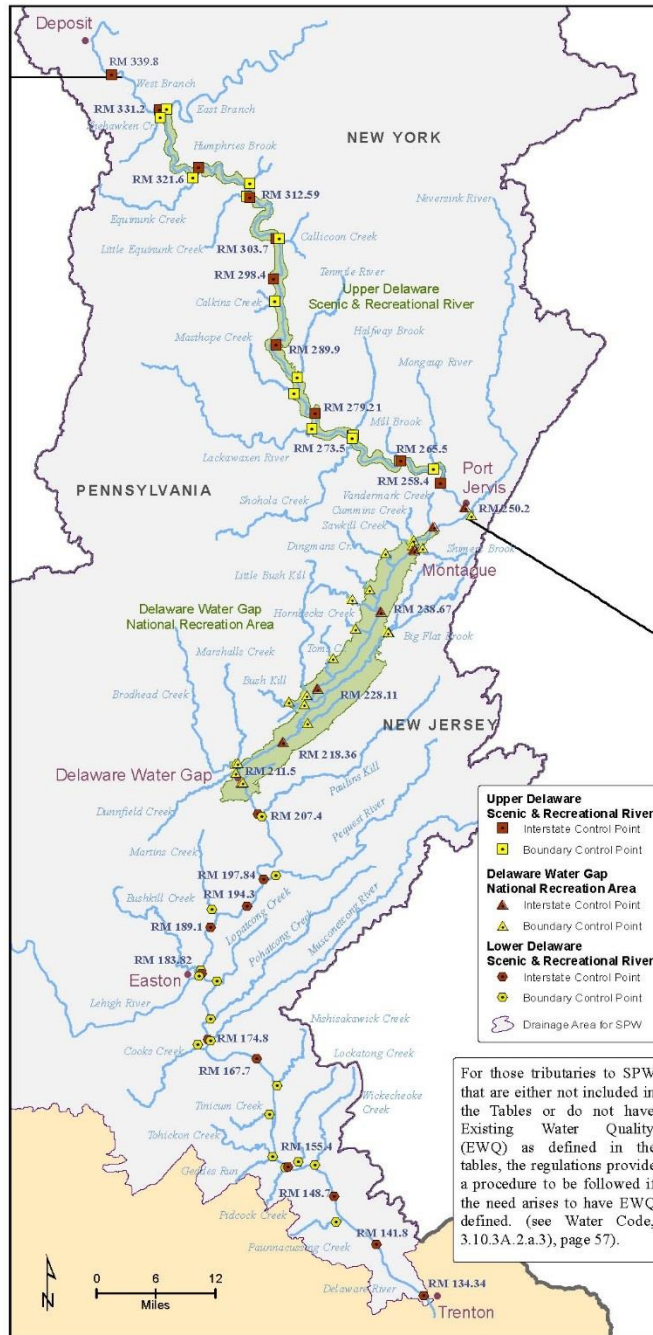 Deposit
RM 339.8
West Branch
RM 331.2
East Branch
Shehawken Cr.
Humphries Brook
NEW YORK
RM 321.6
Neversink River
Equinunk Creek
RM 312.59
Little Equinunk Creek
RM 303.7
Callicoon Creek
RM 298.4
Tenmile River
Calkins Creek
Upper Delaware
Scenic & Recreational River
Masthope Creek
Halfway Brook
RM 289.9
Mongaup River
RM 279.21
Mill Brook
Lackawaxen River
RM 273.5
RM 265.5
Port
Jervis
PENNSYLVANIA
RM 258.4
Shohola Creek
Vandermark Creek
RM 250.2
Cummins Creek
Sawkill Creek
Dingmans Cr.
Shimers Brook
Montague
Little Bush Kill
Delaware Water Gap
National Recreation Area
Hornbecks Creek
RM 238.67
Big Flat Brook
Marshalls Creek
Toms Cr.
Bush Kill
Brodhead Creek
RM 228.11
NEW JERSEY
RM 218.36
Delaware Water Gap
RM 211.5
Paulins Kill
Dunnfield Creek
RM 207.4
Pequest River
Martins Creek
RM 197.84
Bushkill Creek
RM 194.3
Lopatcong Creek
Pohatcong Creek
Musconetcong River
RM 189.1
RM 183.82
Easton
Lehigh River
Nishisakawick Creek
Cooks Creek
RM 174.8
RM 167.7
Lockatong Creek
Tinicum Creek
Wickecheoke
Creek
Tohickon Creek
RM 155.4
Geddes Run
RM 148.7
Pidcock Creek
Paunnacussing Creek
RM 141.8
Delaware River
RM 134.34
Trenton
N
0 6 12
Miles
Upper Delaware
Scenic & Recreational River
Interstate Control Point
Boundary Control Point
Delaware Water Gap
National Recreation Area
Interstate Control Point
Boundary Control Point
Lower Delaware
Scenic & Recreational River
Interstate Control Point
Boundary Control Point
Drainage Area for SPW
For those tributaries to SPW
that are either not included in
the Tables or do not have
Existing Water Quality
(EWQ) as defined in the
tables, the regulations provide
a procedure to be followed if
the need arises to have EWQ
defined. (see Water Code,
3.10.3A.2.a.3), page 57).